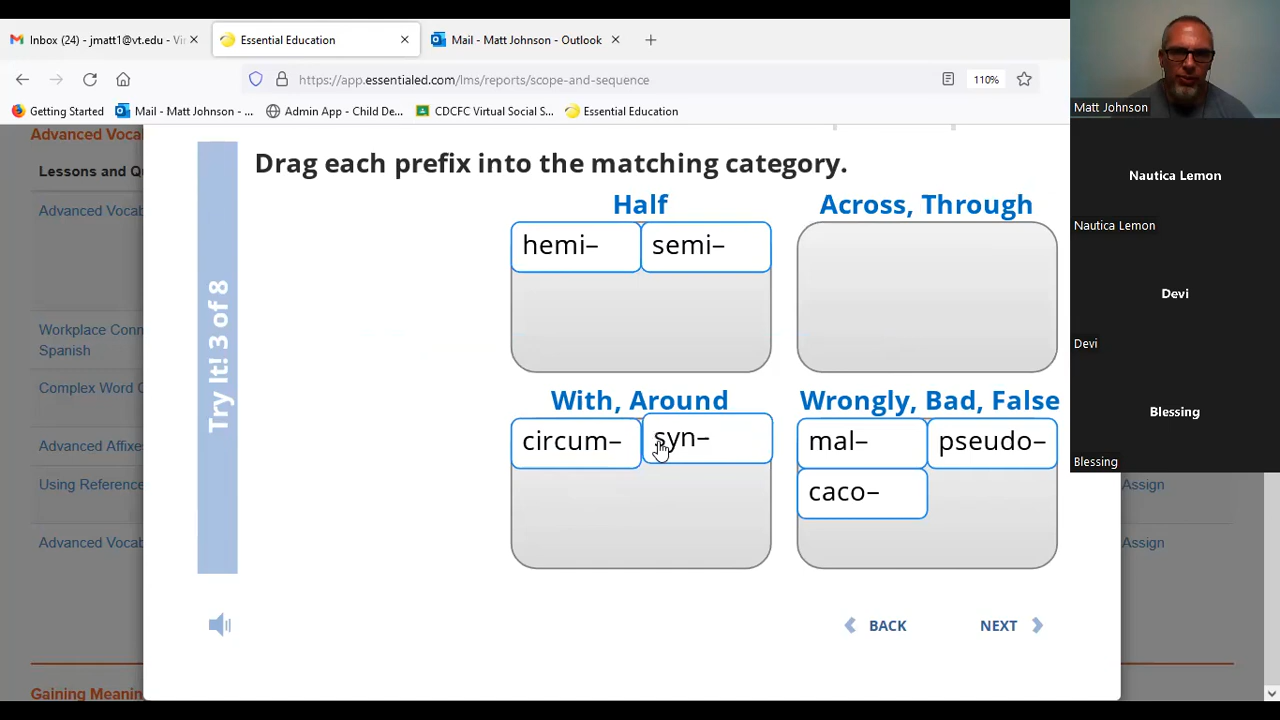 Inbox (24) - jmatt1@vt.edu - Vir
Essential Education
Mail - Matt Johnson - Outlook
https://app.essentialed.com/lms/reports/scope-and-sequence
110%
Getting Started
Mail - Matt Johnson - ...
Admin App - Child De...
CDCFC Virtual Social S...
Essential Education
Matt Johnson
Nautica Lemon
Nautica Lemon
Devi
Devi
Blessing
Blessing
Advanced Voca
Lessons and Qu
Advanced Vocab
Workplace Conn
Spanish
Complex Word
Advanced Affixes
Using Reference
Advanced Vocab
Gaining Meanin
Assign
Assign
Try It! 3 of 8
Drag each prefix into the matching category.
Half
hemi–
semi–
Across, Through
With, Around
circum–
syn–
Wrongly, Bad, False
mal–
pseudo–
caco–
BACK
NEXT